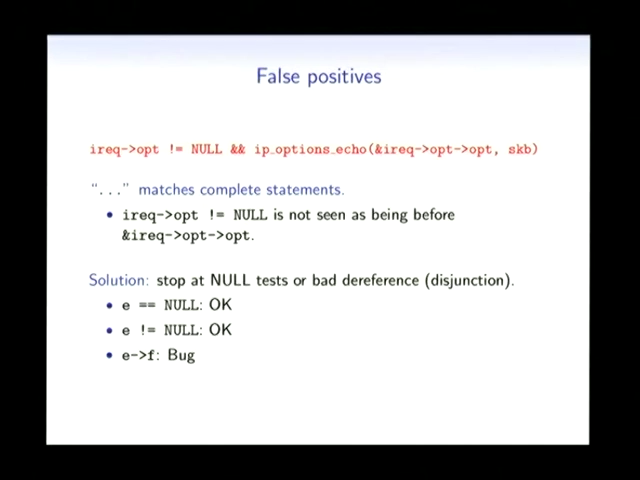 False positives
ireq->opt != NULL && ip_options_echo(&ireq->opt->opt, skb)
“...” matches complete statements.
• ireq->opt != NULL is not seen as being before
&ireq->opt->opt.
Solution: stop at NULL tests or bad dereference (disjunction).
• e == NULL: OK
• e != NULL: OK
• e->f: Bug